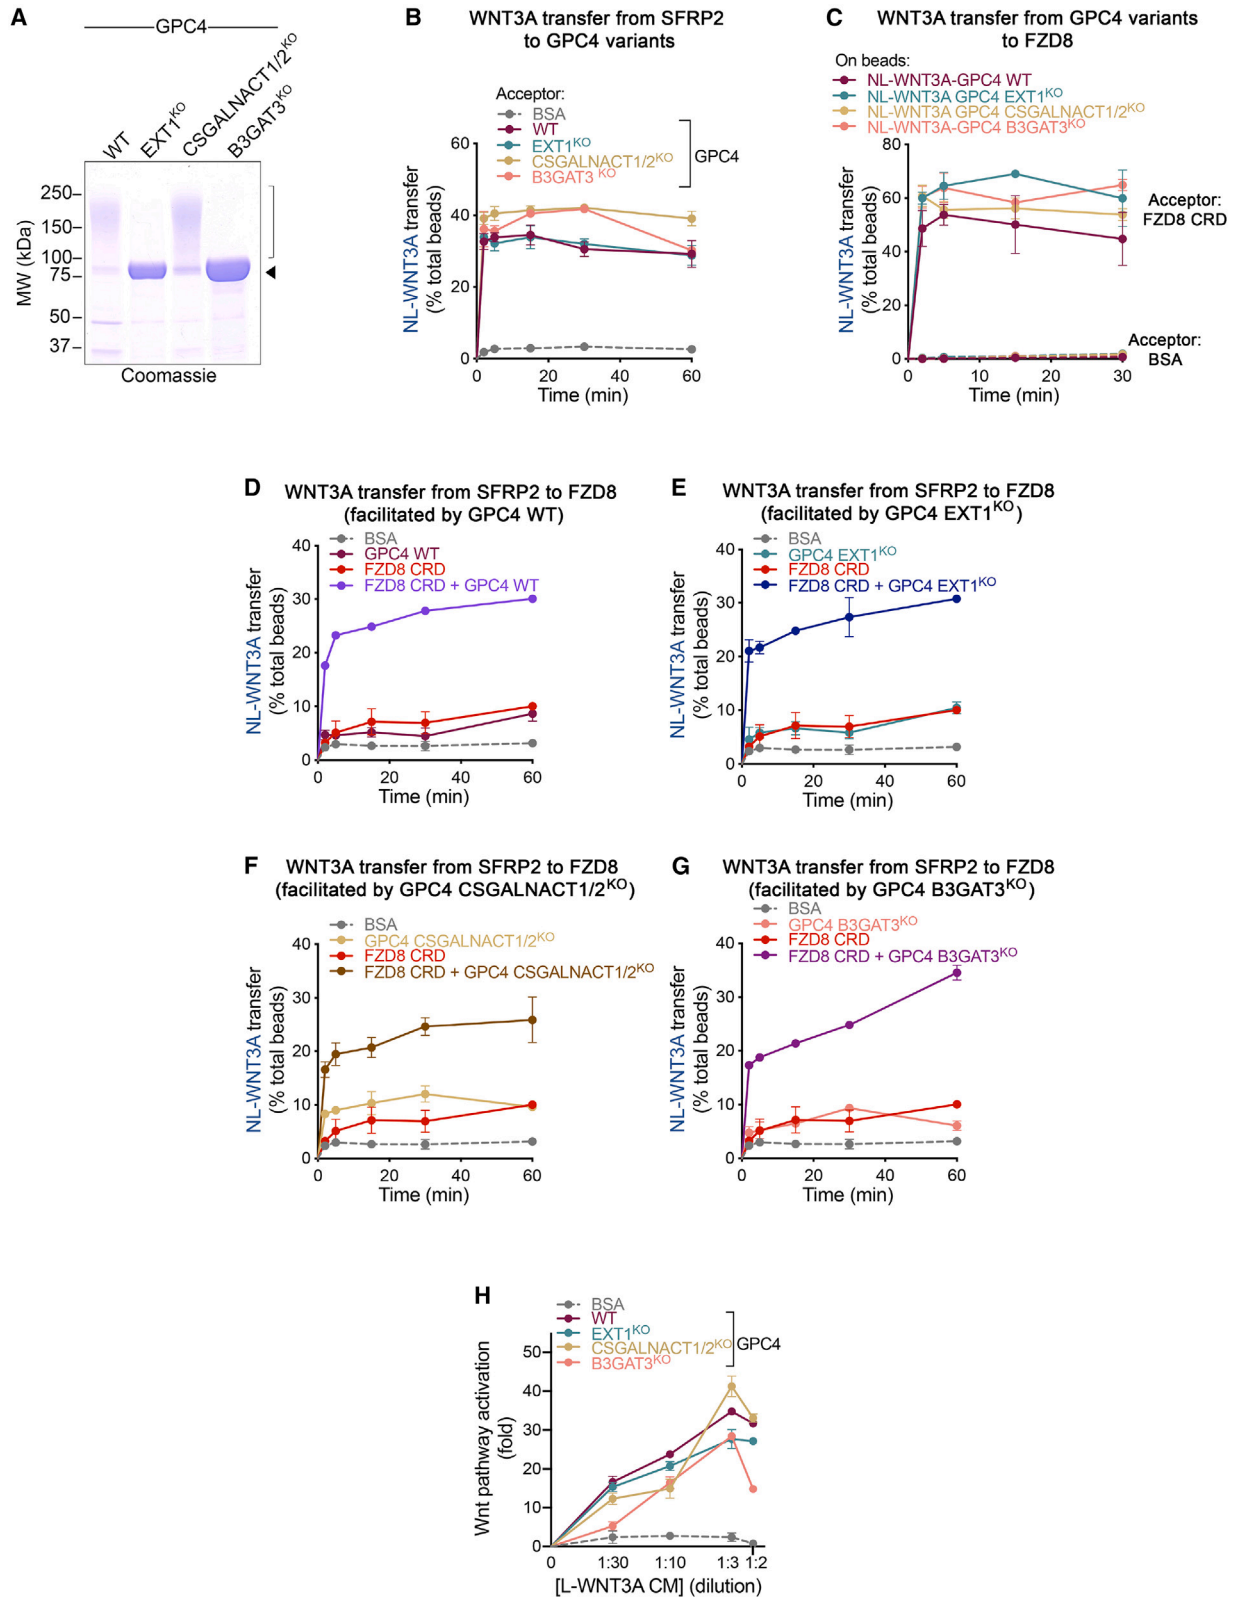 A
GPC4
WT
EXT1KO
CSGALNACT1/2KO
B3GAT3KO
MW (kDa)
250
150
100
75
50
37
Coomassie
B
WNT3A transfer from SFRP2
to GPC4 variants
Acceptor:
BSA
WT
EXT1KO
CSGALNACT1/2KO
B3GAT3 KO
GPC4
NL-WNT3A transfer
(% total beads)
60
40
20
0
0 20 40 60
Time (min)
C
WNT3A transfer from GPC4 variants
to FZD8
On beads:
NL-WNT3A-GPC4 WT
NL-WNT3A GPC4 EXT1KO
NL-WNT3A GPC4 CSGALNACT1/2KO
NL-WNT3A-GPC4 B3GAT3KO
NL-WNT3A transfer
(% total beads)
80
60
40
20
0
0 10 20 30
Time (min)
Acceptor:
FZD8 CRD
Acceptor:
BSA
D
WNT3A transfer from SFRP2 to FZD8
(facilitated by GPC4 WT)
BSA
GPC4 WT
FZD8 CRD
FZD8 CRD + GPC4 WT
NL-WNT3A transfer
(% total beads)
40
30
20
10
0
0 20 40 60
Time (min)
E
WNT3A transfer from SFRP2 to FZD8
(facilitated by GPC4 EXT1KO)
BSA
GPC4 EXT1KO
FZD8 CRD
FZD8 CRD + GPC4 EXT1KO
NL-WNT3A transfer
(% total beads)
40
30
20
10
0
0 20 40 60
Time (min)
F
WNT3A transfer from SFRP2 to FZD8
(facilitated by GPC4 CSGALNACT1/2KO)
BSA
GPC4 CSGALNACT1/2KO
FZD8 CRD
FZD8 CRD + GPC4 CSGALNACT1/2KO
NL-WNT3A transfer
(% total beads)
40
30
20
10
0
0 20 40 60
Time (min)
G
WNT3A transfer from SFRP2 to FZD8
(facilitated by GPC4 B3GAT3KO)
BSA
GPC4 B3GAT3KO
FZD8 CRD
FZD8 CRD + GPC4 B3GAT3KO
NL-WNT3A transfer
(% total beads)
40
30
20
10
0
0 20 40 60
Time (min)
H
BSA
WT
EXT1KO
CSGALNACT1/2KO
B3GAT3KO
GPC4
Wnt pathway activation
(fold)
50
40
30
20
10
0
0 1:30 1:10 1:3 1:2
[L-WNT3A CM] (dilution)